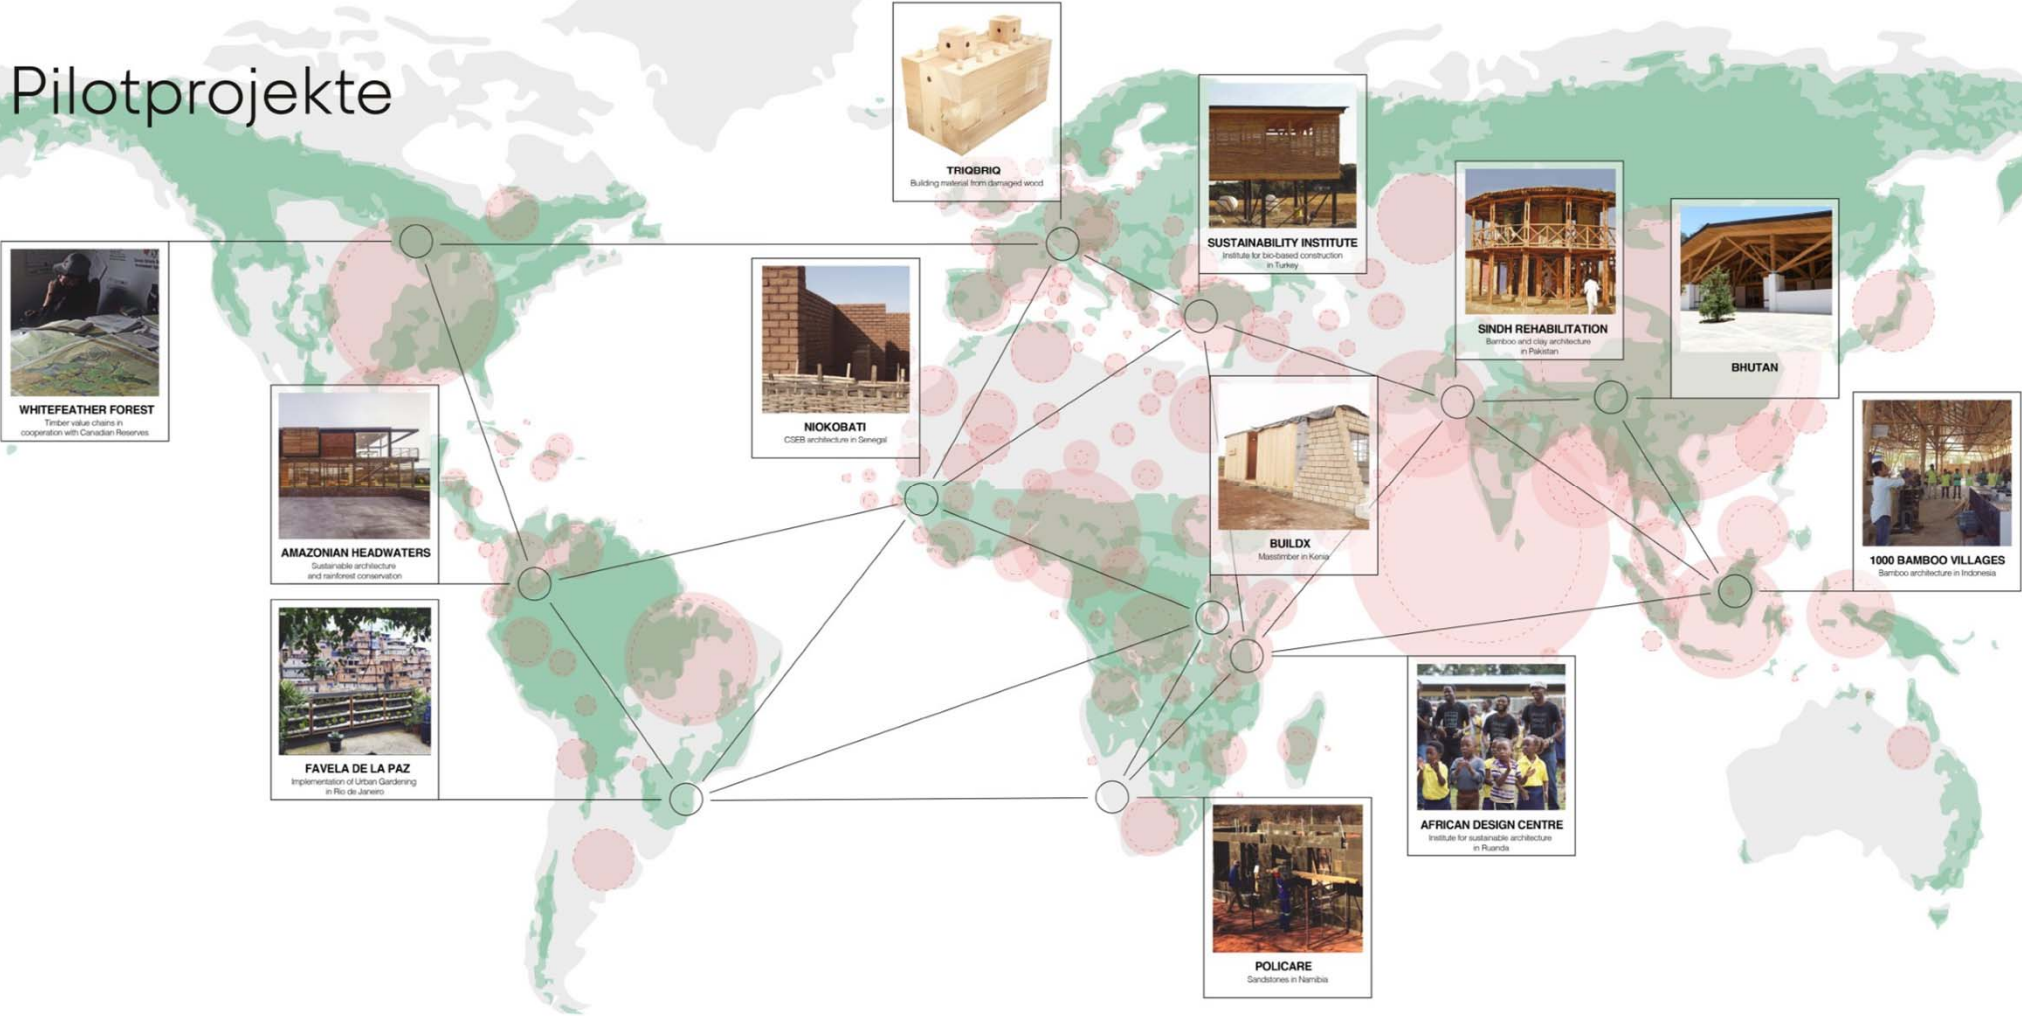 Pilotprojekte
TRIQBRIQ
Building material from damaged wood
SUSTAINABILITY INSTITUTE
Institute for bio-based construction
in Turkey
SINDH REHABILITATION
Bamboo and clay architecture
in Pakistan
BHUTAN
WHITEFEATHER FOREST
Timber value chains in
cooperation with Canadian Reserves
NIOKOBATI
CSEB architecture in Senegal
AMAZONIAN HEADWATERS
Sustainable architecture
and rainforest conservation
BUILDX
Masstimber in Kenia
1000 BAMBOO VILLAGES
Bamboo architecture in Indonesia
FAVELA DE LA PAZ
Implementation of Urban Gardening
in Rio de Janeiro
AFRICAN DESIGN CENTRE
Institute for sustainable architecture
in Ruanda
POLICARE
Sandstones in Namibia